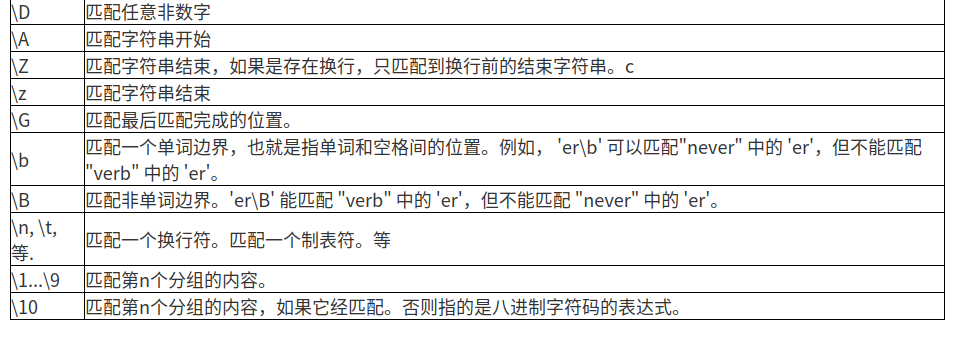 \D 匹配任意非数字
\A 匹配字符串开始
\Z 匹配字符串结束，如果是存在换行，只匹配到换行前的结束字符串。c
\z 匹配字符串结束
\G 匹配最后匹配完成的位置。
\b 匹配一个单词边界，也就是指单词和空格间的位置。例如， 'er\b' 可以匹配"never" 中的 'er'，但不能匹配
"verb" 中的 'er'。
\B 匹配非单词边界。'er\B' 能匹配 "verb" 中的 'er'，但不能匹配 "never" 中的 'er'。
\n, \t,
等.
匹配一个换行符。匹配一个制表符。等
\1...\9 匹配第n个分组的内容。
\10 匹配第n个分组的内容，如果它经匹配。否则指的是八进制字符码的表达式。